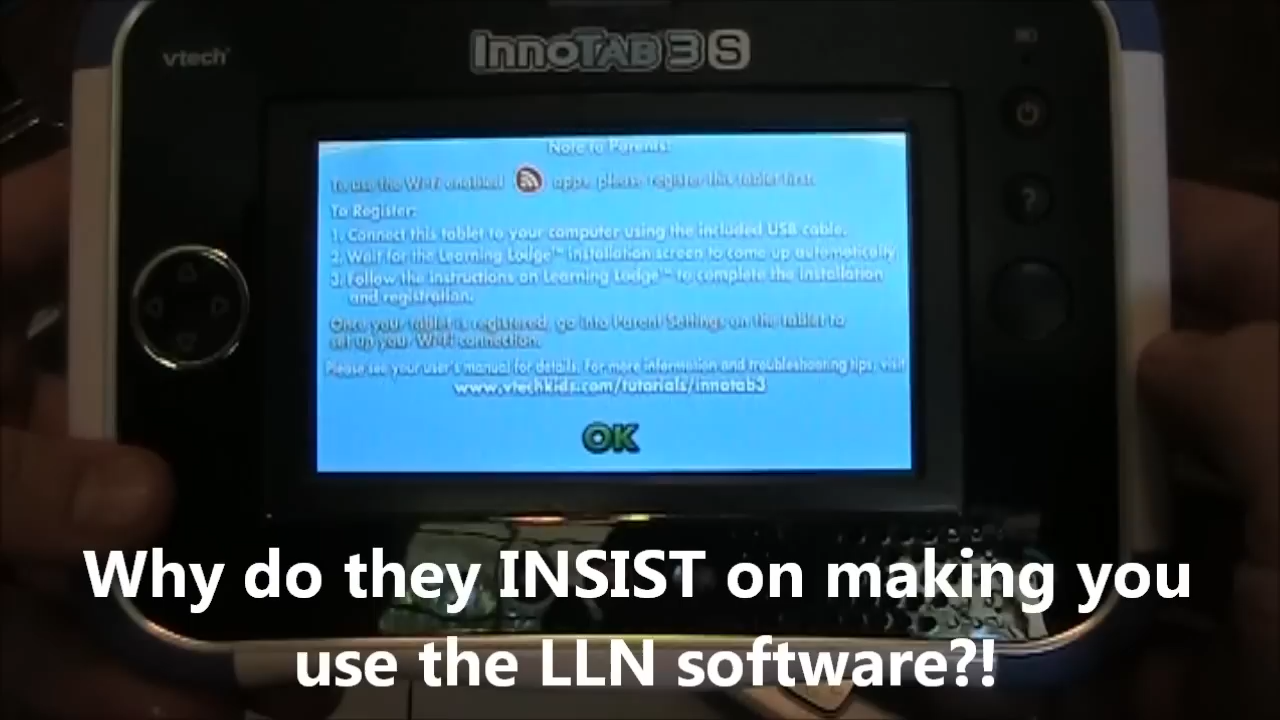 vtech
INNOTAB 3S
Note to Parents:
To use the Wi-Fi enabled apps, please register this tablet first.
To Register:
1. Connect this tablet to your computer using the included USB cable.
2. Wait for the Learning Lodge™ installation screen to come up automatically.
3. Follow the instructions on Learning Lodge™ to complete the installation
and registration.
Once your tablet is registered, go into Parent Settings on the tablet to
set up your Wi-Fi connection.
Please see your user's manual for details. For more information and troubleshooting tips, visit
www.vtechkids.com/tutorials/innotab3
OK
?
Why do they INSIST on making you
use the LLN software?!